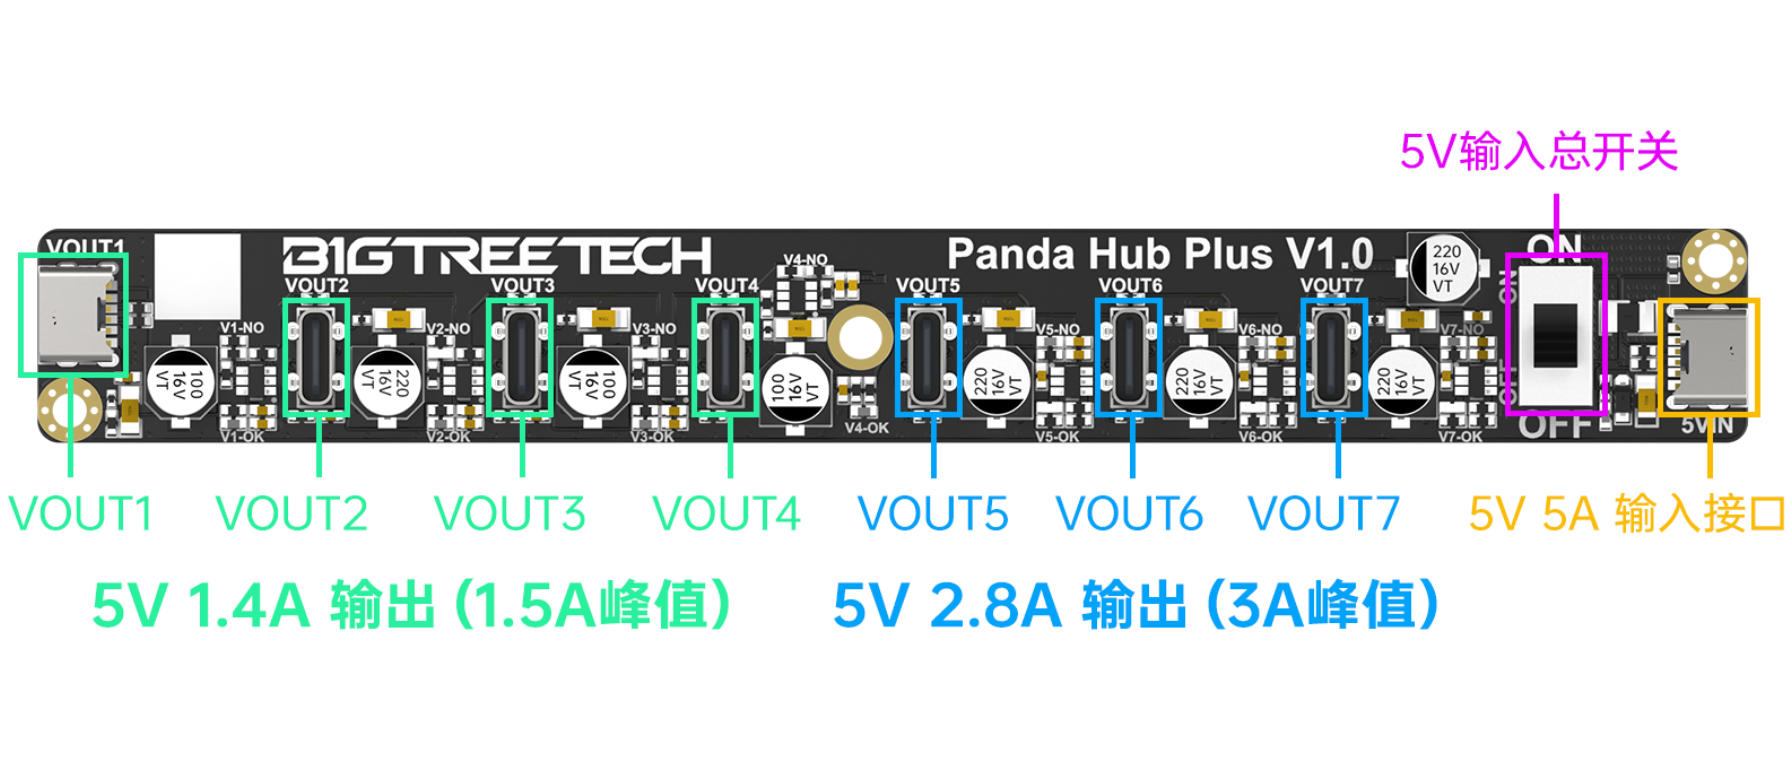 5V输入总开关
VOUT1
BIGTREETECH
Panda Hub Plus V1.0
220
16V
VT
ON
VOUT2
VOUT3
VOUT4
V4-NO
VOUT5
VOUT6
VOUT7
V1-NO
V2-NO
V3-NO
V5-NO
V6-NO
V7-NO
100
16V
VT
220
16V
VT
100
16V
VT
100
16V
VT
220
16V
VT
220
16V
VT
220
16V
VT
V1-OK
V2-OK
V3-OK
V4-OK
V5-OK
V6-OK
V7-OK
OFF
5VIN
VOUT1
VOUT2
VOUT3
VOUT4
VOUT5
VOUT6
VOUT7
5V 5A 输入接口
5V 1.4A 输出 (1.5A峰值)
5V 2.8A 输出 (3A峰值)